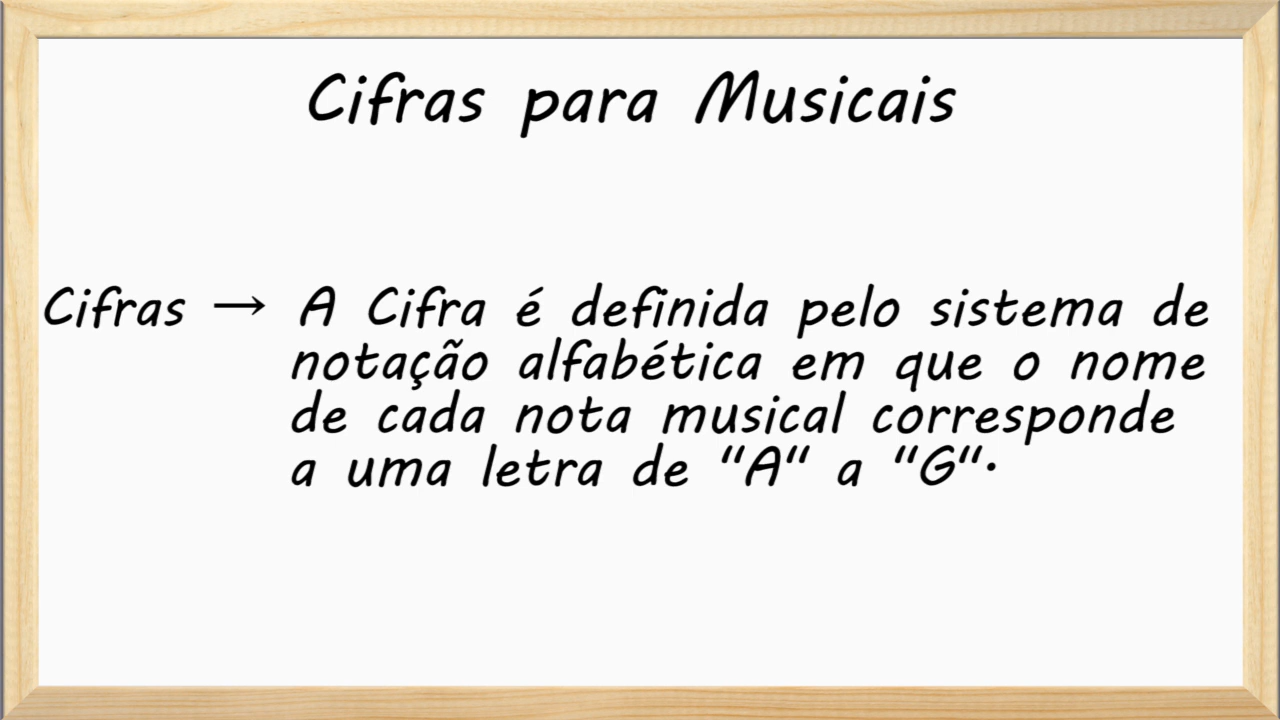 Cifras para Musicais
Cifras → A Cifra é definida pelo sistema de
notação alfabética em que o nome
de cada nota musical corresponde
a uma letra de "A" a "G".